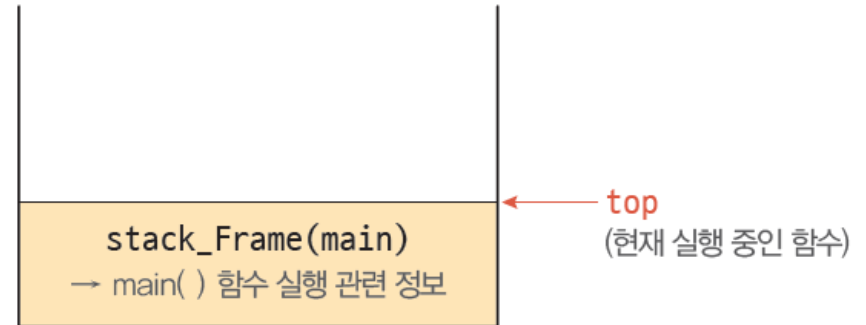 stack_Frame(main)
→ main( ) 함수 실행 관련 정보
top
(현재 실행 중인 함수)